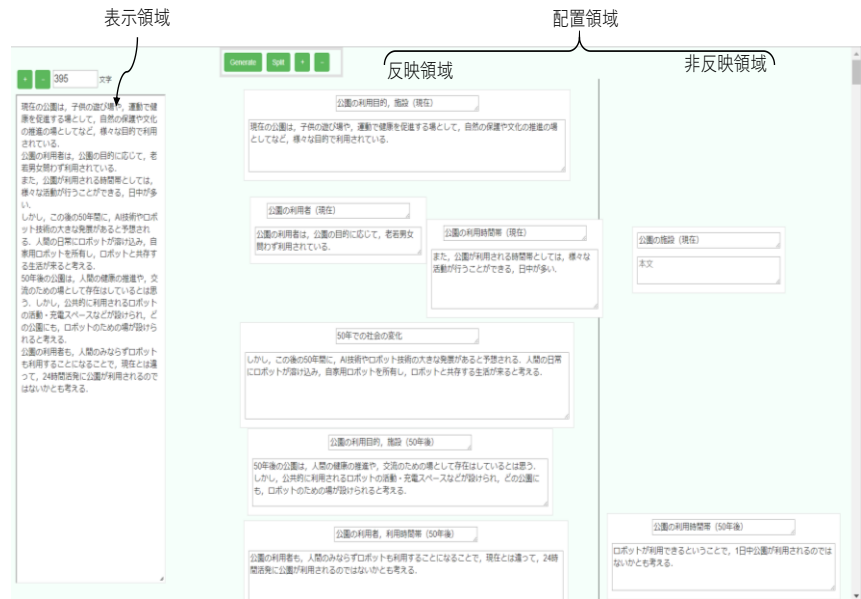 表示領域
配置領域
反映領域
非反映領域
+
-
395
文字
Generate
Split
+
-
現在の公園は，子供の遊び場や，運動で健
康を促進する場として，自然の保護や文化
の推進の場としてなど，様々な目的で利用
されている．
公園の利用者は，公園の目的に応じて，老
若男女問わず利用されている．
また，公園が利用される時間帯としては，
様々な活動が行うことができる，日中が多
い．
しかし，この後の50年間に，AI技術やロボ
ット技術の大きな発展があると予想され
る．人間の日常にロボットが溶け込み，自
家用ロボットを所有し，ロボットと共存す
る生活が来ると考える．
50年後の公園は，人間の健康の推進や，交
流のための場として存在はしているとは思
う．しかし，公共的に利用されるロボット
の活動・充電スペースなどが設けられ，ど
の公園にも，ロボットのための場が設けら
れると考える．
公園の利用者も，人間のみならずロボット
も利用することになることで，現在とは違
って，24時間活発に公園が利用されるので
はないかとも考える．
公園の利用目的，施設（現在）
現在の公園は，子供の遊び場や，運動で健康を促進する場として，自然の保護や文化の推進の場
としてなど，様々な目的で利用されている．
公園の利用者（現在）
公園の利用者は，公園の目的に応じて，老若男女
問わず利用されている．
公園の利用時間帯（現在）
また，公園が利用される時間帯としては，様々な
活動が行うことができる，日中が多い．
公園の施設（現在）
本文
50年での社会の変化
しかし，この後の50年間に，AI技術やロボット技術の大きな発展があると予想される．人間の日常
にロボットが溶け込み，自家用ロボットを所有し，ロボットと共存する生活が来ると考える．
公園の利用目的，施設（50年後）
50年後の公園は，人間の健康の推進や，交流のための場として存在はしているとは思う．
しかし，公共的に利用されるロボットの活動・充電スペースなどが設けられ，どの公園に
も，ロボットのための場が設けられると考える．
公園の利用者，利用時間帯（50年後）
公園の利用者も，人間のみならずロボットも利用することになることで，現在とは違って，24時
間活発に公園が利用されるのではないかとも考える．
公園の利用時間帯（50年後）
ロボットが利用できるということで，1日中公園が利用されるのでは
ないかとも考える．